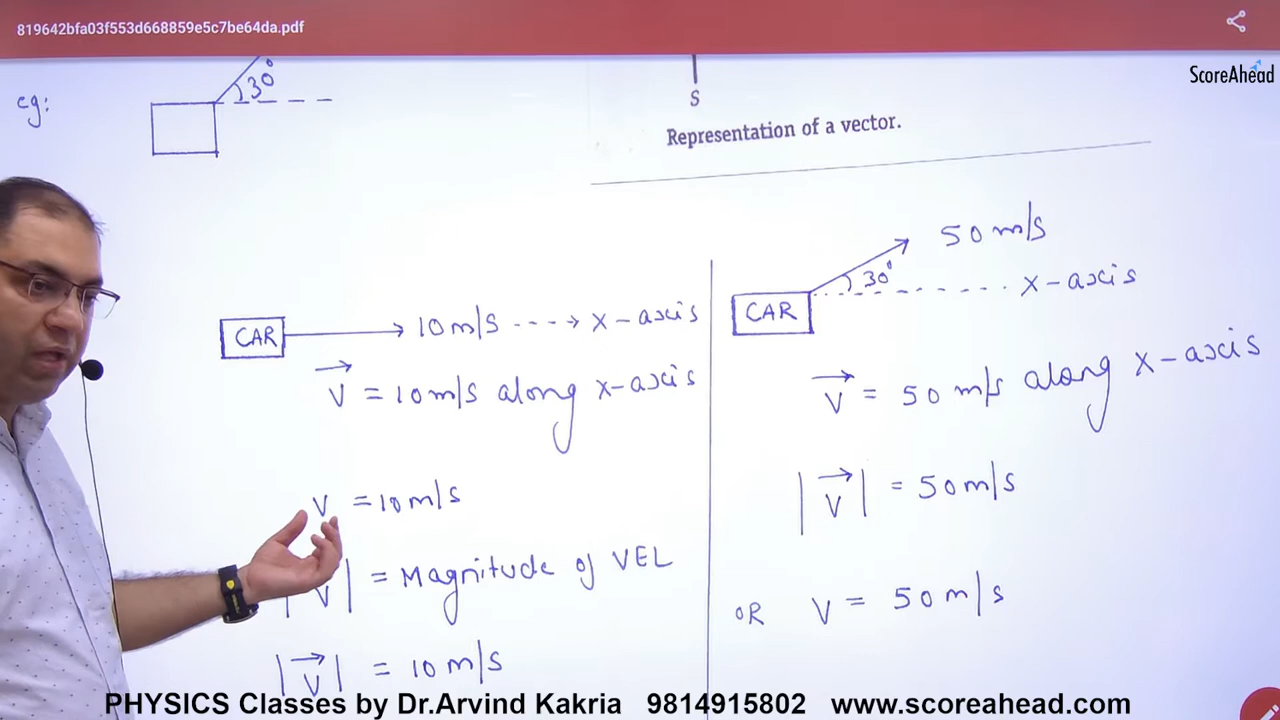 819642bfa03f553d668859e5c7be64da.pdf
ScoreAhead
eg:
30°
S
Representation of a vector.
CAR
10 m/s ----> X-axis
V = 10 m/s along x-axis
V = 10 m/s
|V| = Magnitude of VEL
|V| = 10 m/s
CAR
30°
50 m/s
X-axis
V = 50 m/s along X-axis
|V| = 50 m/s
OR V = 50 m/s
PHYSICS Classes by Dr.Arvind Kakria 9814915802 www.scoreahead.com